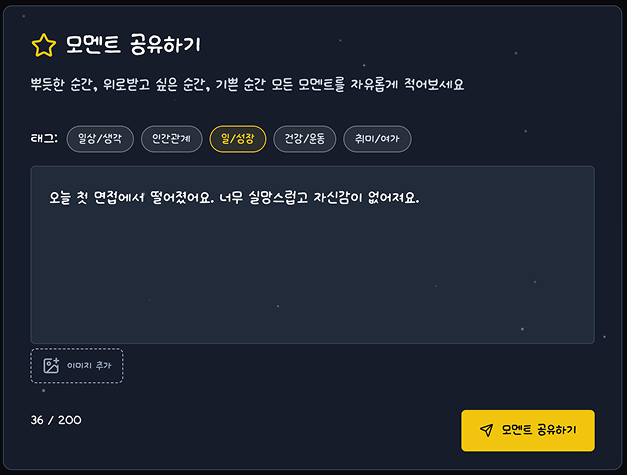 모멘트 공유하기
뿌듯한 순간, 위로받고 싶은 순간, 기쁜 순간 모든 모멘트를 자유롭게 적어보세요
태그: 일상/생각 인간관계 일/성장 건강/운동 취미/여가
오늘 첫 면접에서 떨어졌어요. 너무 실망스럽고 자신감이 없어져요.
이미지 추가
36 / 200 모멘트 공유하기